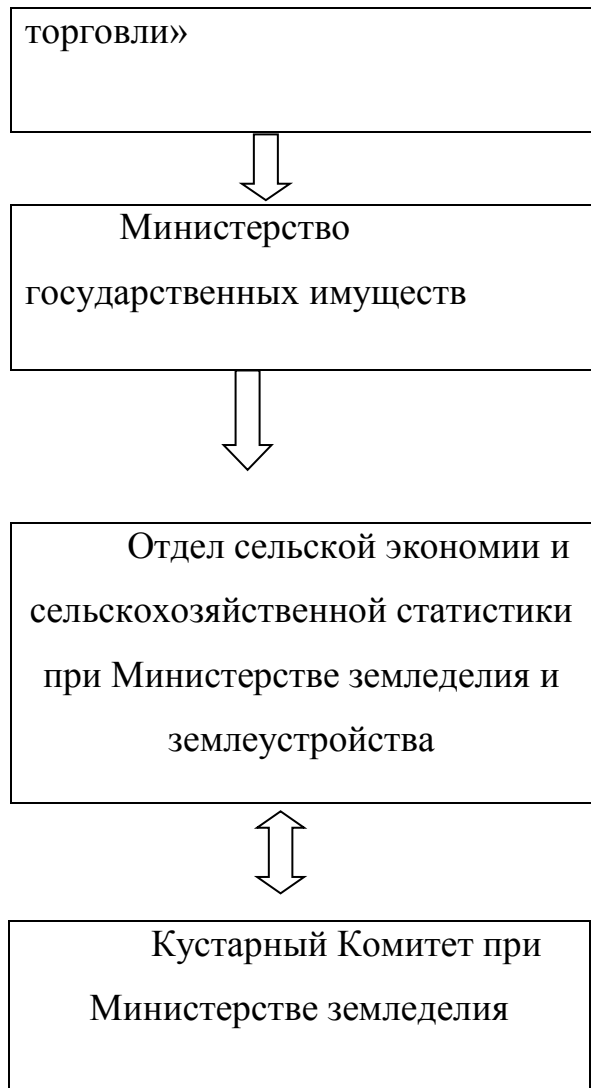 торговли»
Министерство
государственных имуществ
Отдел сельской экономии и
сельскохозяйственной статистики
при Министерстве земледелия и
землеустройства
Кустарный Комитет при
Министерстве земледелия